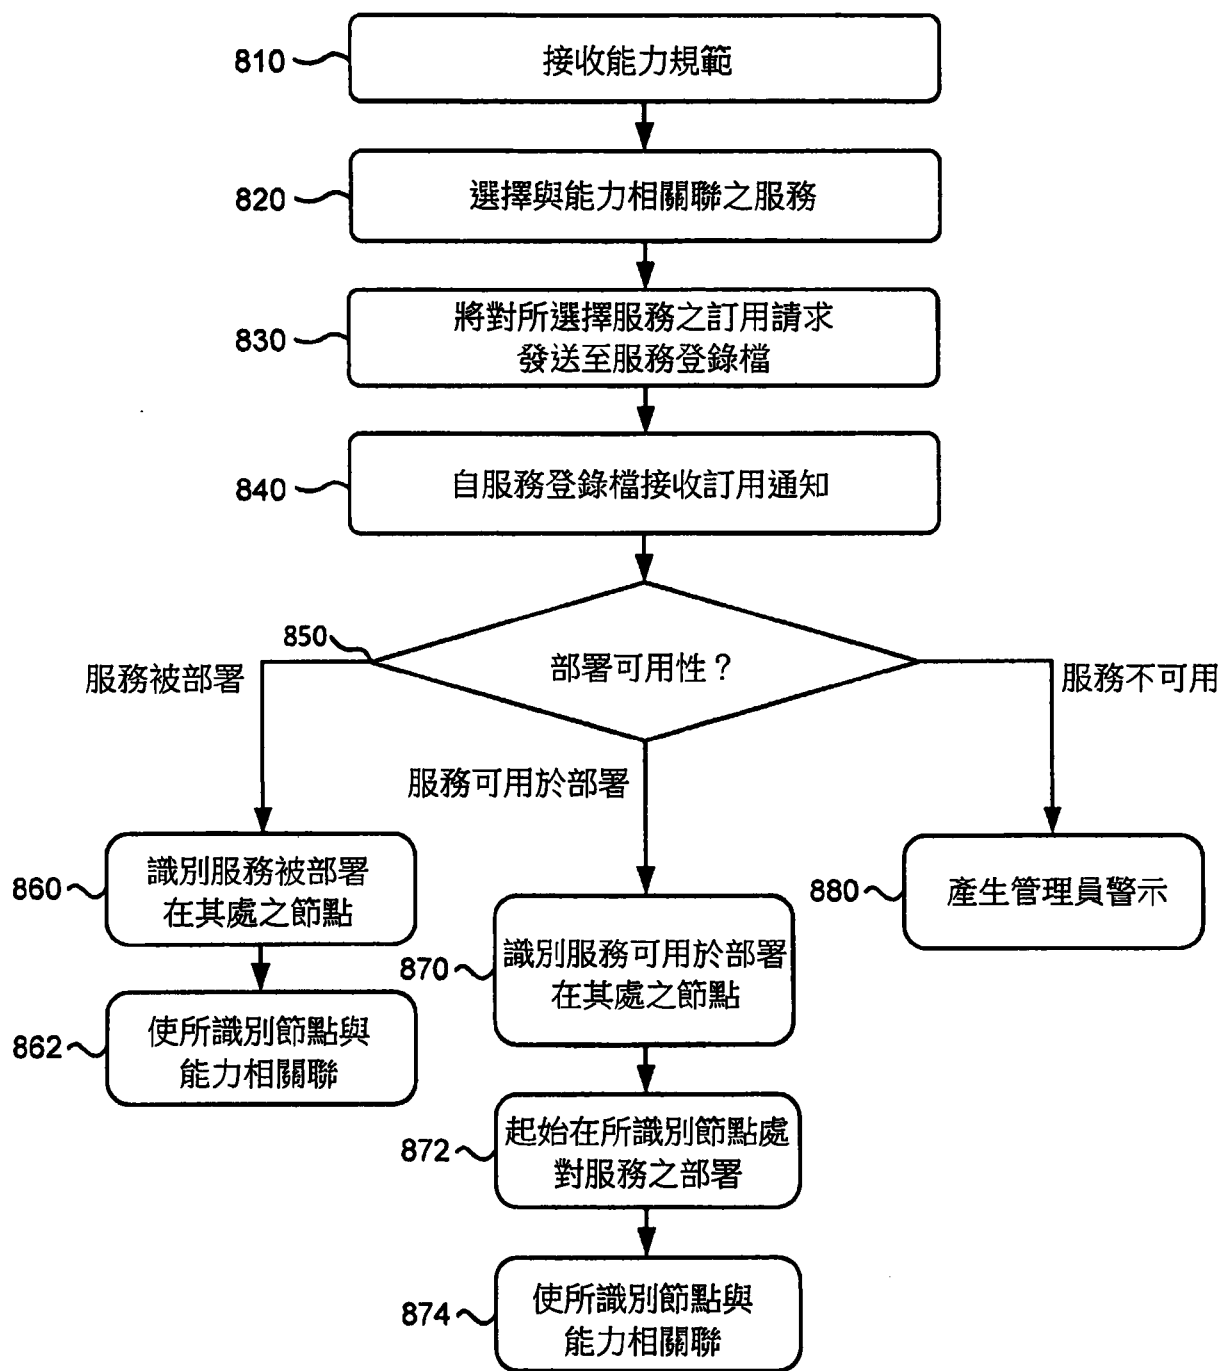 810
接收能力規範
820
選擇與能力相關聯之服務
830
將對所選擇服務之訂用請求
發送至服務登錄檔
840
自服務登錄檔接收訂用通知
850
部署可用性？
服務被部署
服務可用於部署
服務不可用
860
識別服務被部署
在其處之節點
862
使所識別節點與
能力相關聯
870
識別服務可用於部署
在其處之節點
872
起始在所識別節點處
對服務之部署
874
使所識別節點與
能力相關聯
880
產生管理員警示